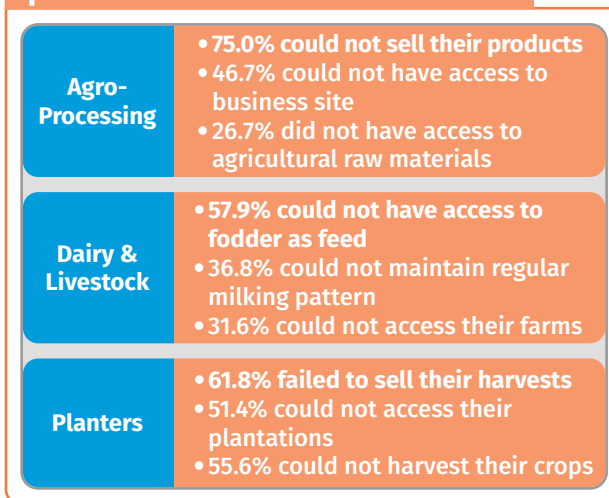 Agro-
Processing
• 75.0% could not sell their products
• 46.7% could not have access to
business site
• 26.7% did not have access to
agricultural raw materials
Dairy &
Livestock
• 57.9% could not have access to
fodder as feed
• 36.8% could not maintain regular
milking pattern
• 31.6% could not access their farms
Planters
• 61.8% failed to sell their harvests
• 51.4% could not access their
plantations
• 55.6% could not harvest their crops